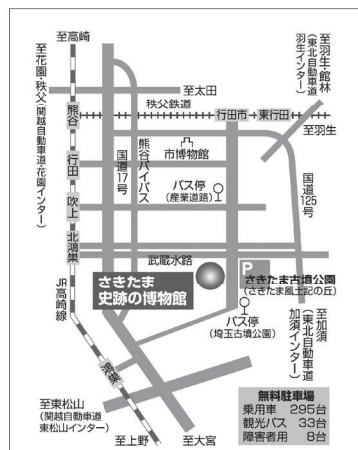 至高崎
至花園・秩父
(関越自動車道・花園インター)
至羽生・館林
(東北自動車道
羽生インター)
至太田
秩父鉄道
熊谷
行田市
東行田
至羽生
国道17号
熊谷バイパス
市博物館
バス停
(産業道路)
国道125号
行田
吹上
北鴻巣
武蔵水路
P
さきたま
史跡の博物館
さきたま古墳公園
(さきたま風土記の丘)
JR高崎線
バス停
(埼玉古墳公園)
至加須
(東北自動車道
加須インター)
鴻巣
至東松山
(関越自動車道
東松山インター)
至上野
至大宮
無料駐車場
乗用車 295台
観光バス 33台
障害者用 8台